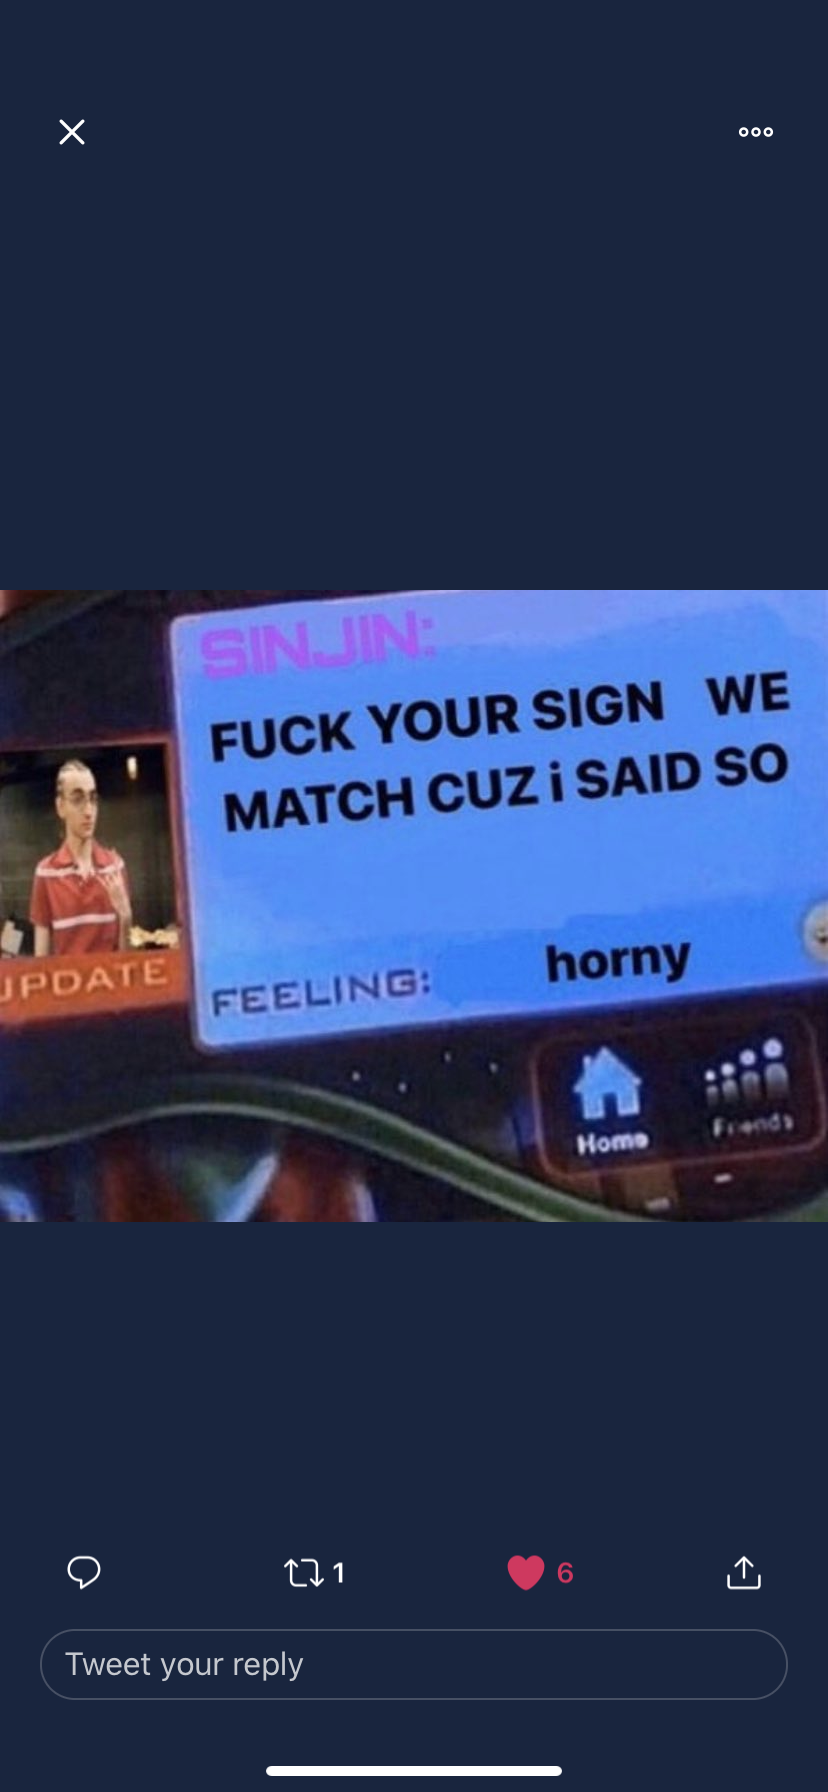 SINJIN:
FUCK YOUR SIGN WE
MATCH CUZ i SAID SO
UPDATE
FEELING: horny
Home
Friends
1
6
Tweet your reply